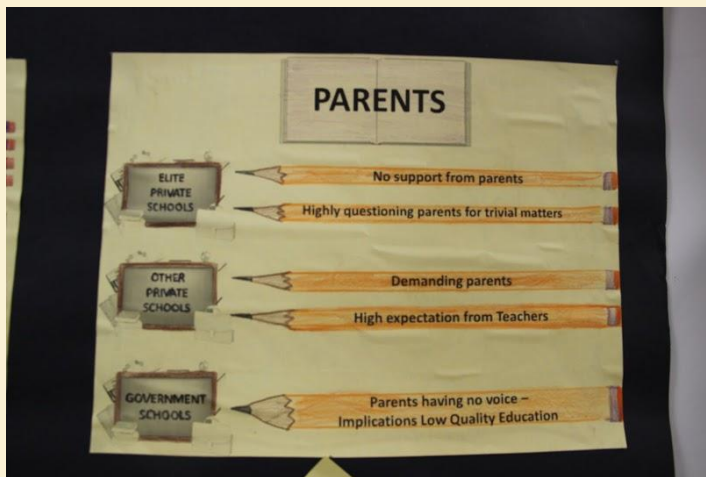 PARENTS
ELITE
PRIVATE
SCHOOLS
No support from parents
Highly questioning parents for trivial matters
OTHER
PRIVATE
SCHOOLS
Demanding parents
High expectation from Teachers
GOVERNMENT
SCHOOLS
Parents having no voice –
Implications Low Quality Education